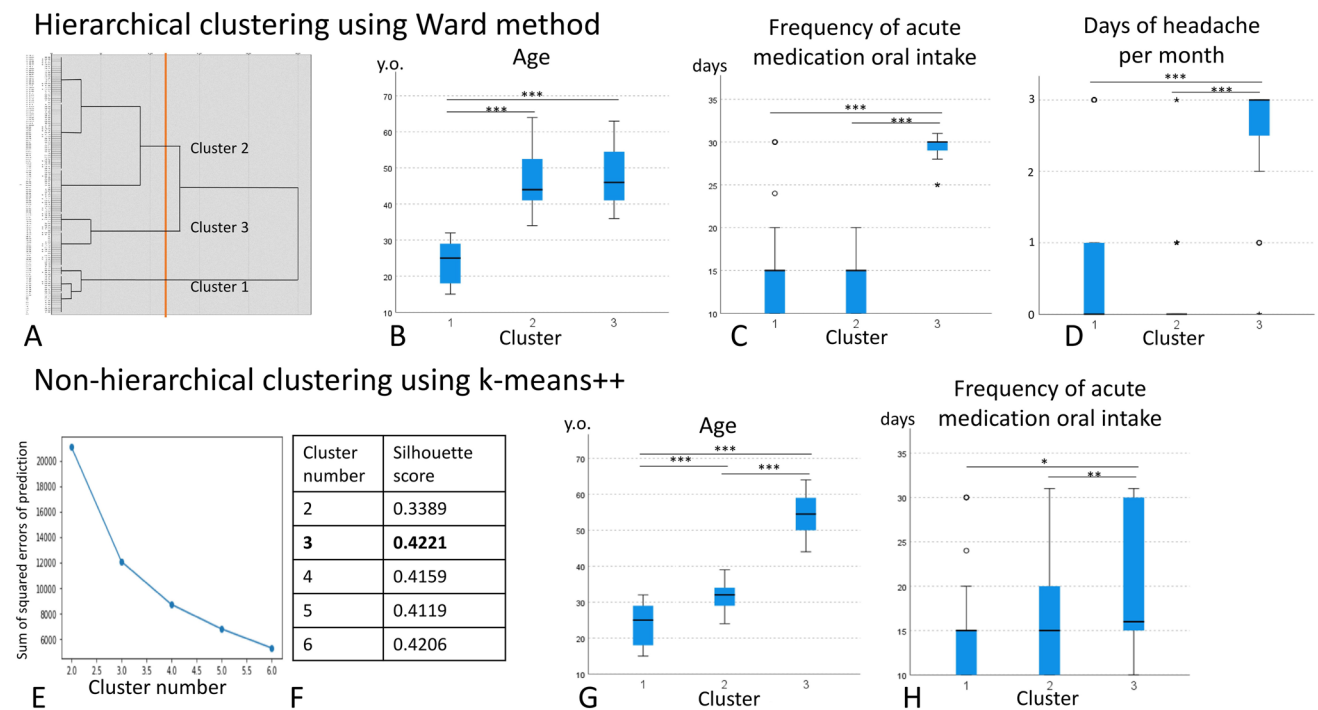 Hierarchical clustering using Ward method
Cluster 2
Cluster 3
Cluster 1
A
Age
y.o.
***
***
70
60
50
40
30
20
10
1 2 3
Cluster
B
Frequency of acute
medication oral intake
days
***
***
35
30
25
20
15
10
1 2 3
Cluster
C
Days of headache
per month
***
***
3
2
1
0
1 2 3
Cluster
D
Non-hierarchical clustering using k-means++
Sum of squared errors of prediction
20000
18000
16000
14000
12000
10000
8000
6000
2.0 2.5 3.0 3.5 4.0 4.5 5.0 5.5 6.0
Cluster number
E
Cluster number Silhouette score
2 0.3389
3 0.4221
4 0.4159
5 0.4119
6 0.4206
F
Age
y.o.
***
***
***
70
60
50
40
30
20
10
1 2 3
Cluster
G
Frequency of acute
medication oral intake
days
*
**
35
30
25
20
15
10
1 2 3
Cluster
H